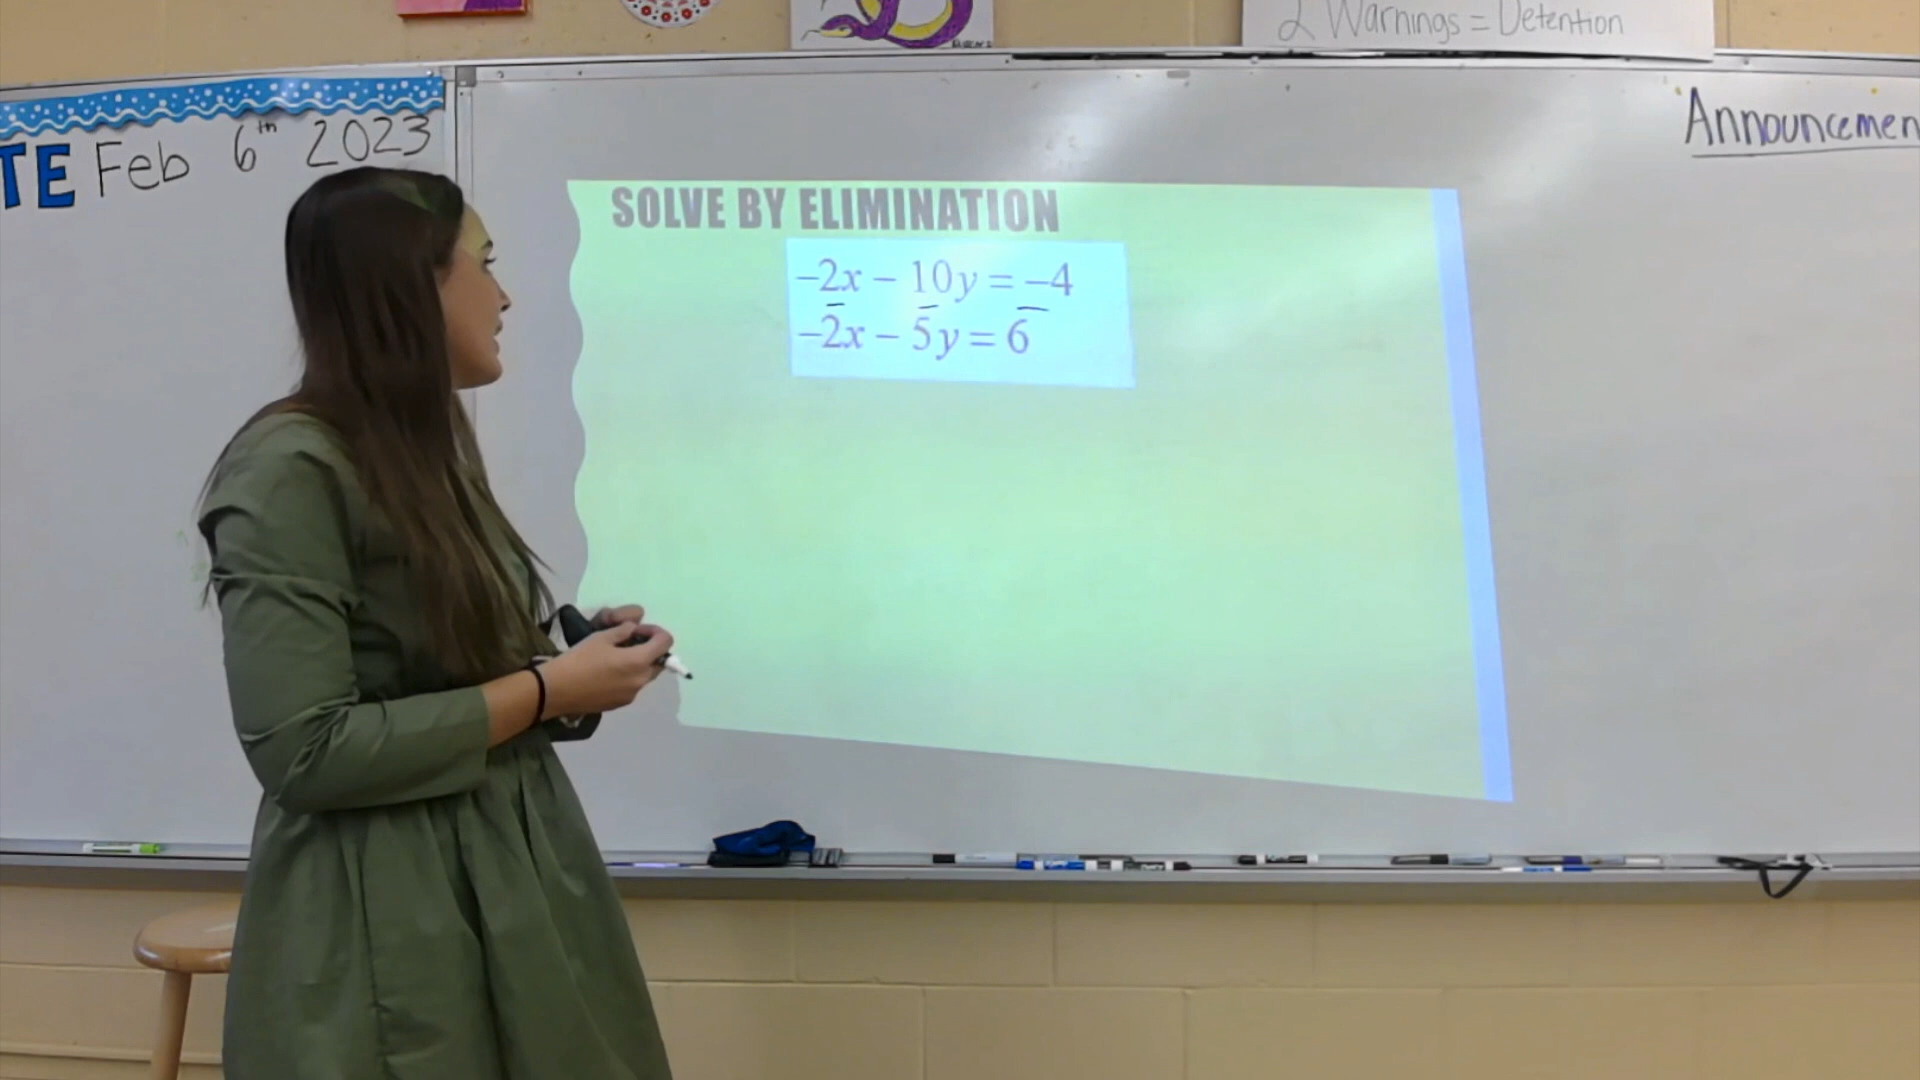 2 Warnings = Detention
TE Feb 6th 2023
Announcemen
SOLVE BY ELIMINATION
−2x − 10y = −4
−2x − 5y = 6